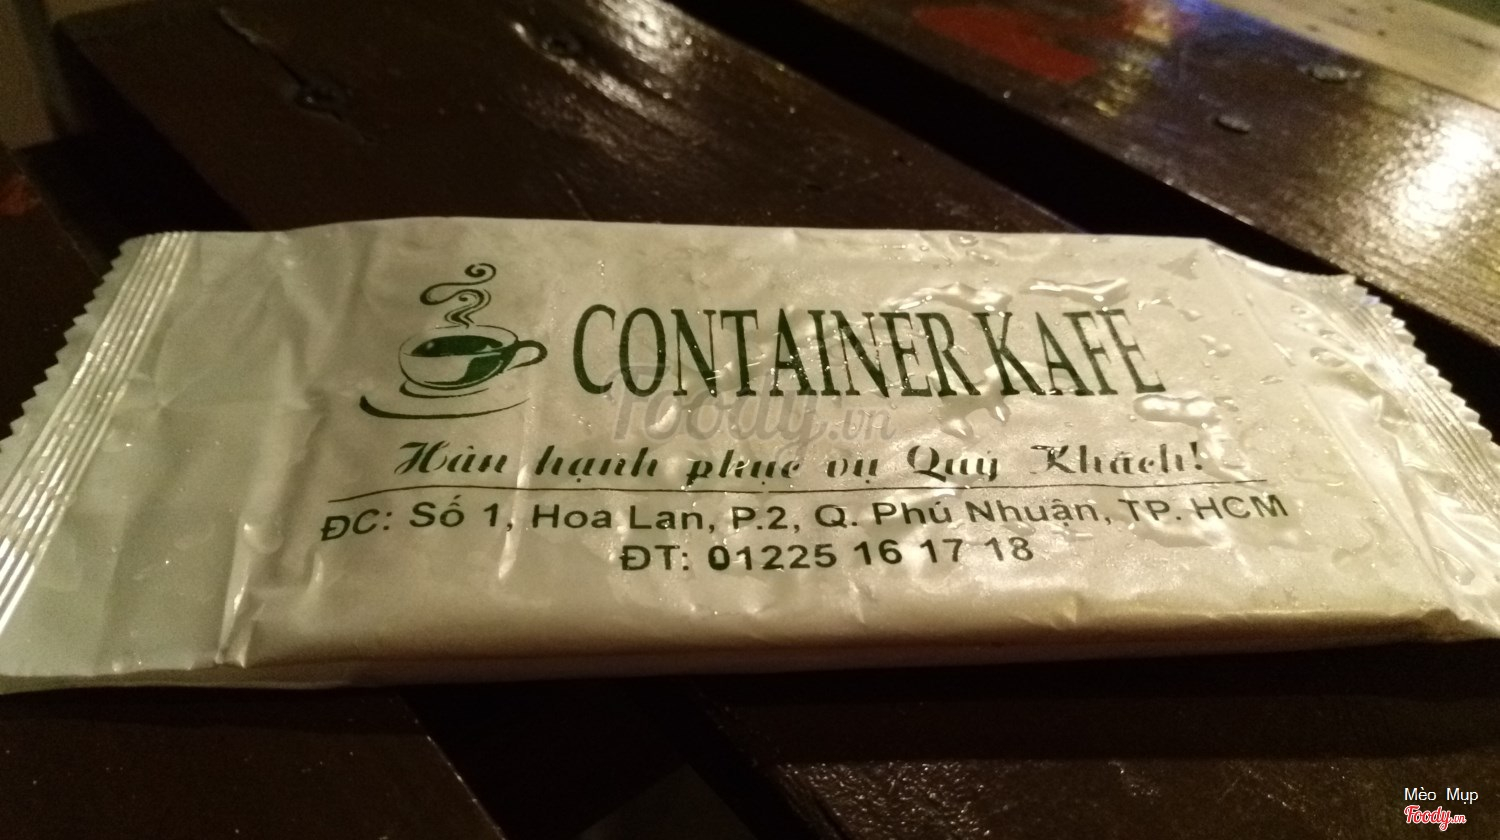 CONTAINER KAFE
Hân hạnh phục vụ Quý Khách!
ĐC: Số 1, Hoa Lan, P.2, Q. Phú Nhuận, TP. HCM
ĐT: 01225 16 17 18
Foody.vn
Mèo Mụp
Foody.vn